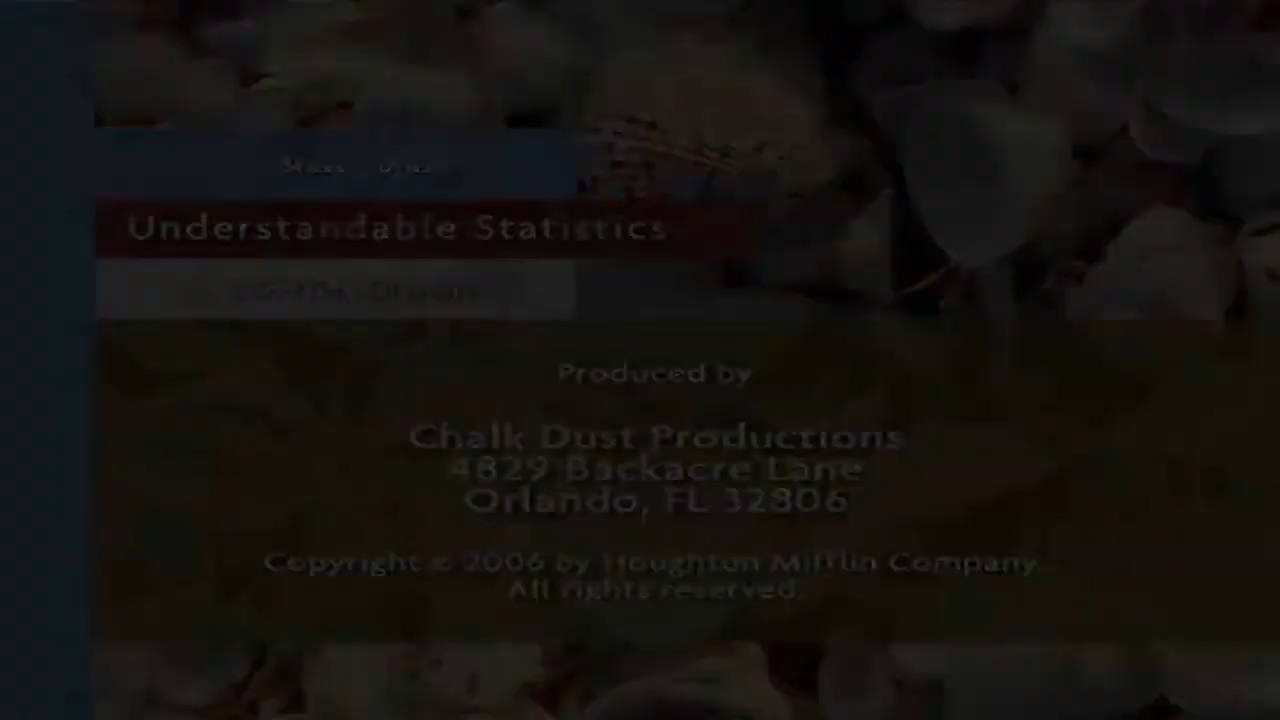 Understandable Statistics
Produced by
Chalk Dust Productions
4829 Backacre Lane
Orlando, FL 32806
Copyright © 2006 by Houghton Mifflin Company.
All rights reserved.